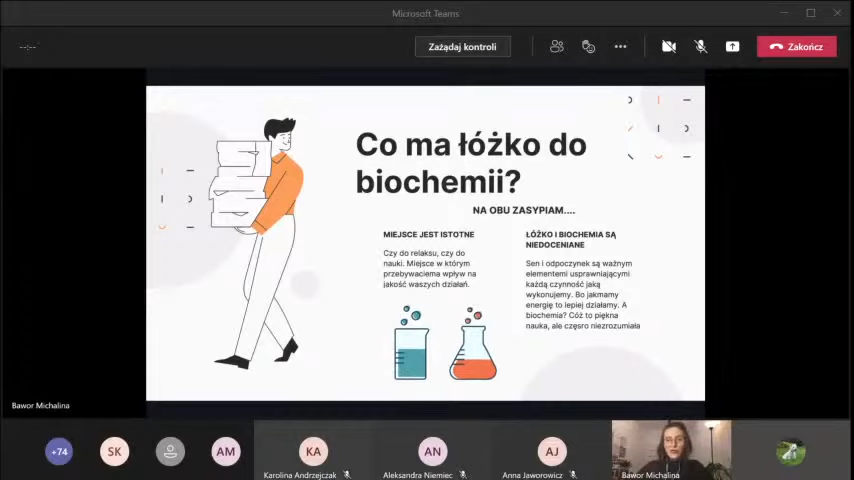 Microsoft Teams
--:--
Zażądaj kontroli
Zakończ
Co ma łóżko do
biochemii?
NA OBU ZASYPIAM....
MIEJSCE JEST ISTOTNE
Czy do relaksu, czy do
nauki. Miejsce w którym
przebywaciema wpływ na
jakość waszych działań.
ŁÓŻKO I BIOCHEMIA SĄ
NIEDOCENIANE
Sen i odpoczynek są ważnym
elementemi usprawniającymi
każdą czynność jaką
wykonujemy. Bo jakmamy
energię to lepiej działamy. A
biochemia? Cóż to piękna
nauka, ale częsro niezrozumiała
Bawor Michalina
+74
SK
AM
KA
AN
AJ
Karolina Andrzejczak
Aleksandra Niemiec
Anna Jaworowicz
Bawor Michalina